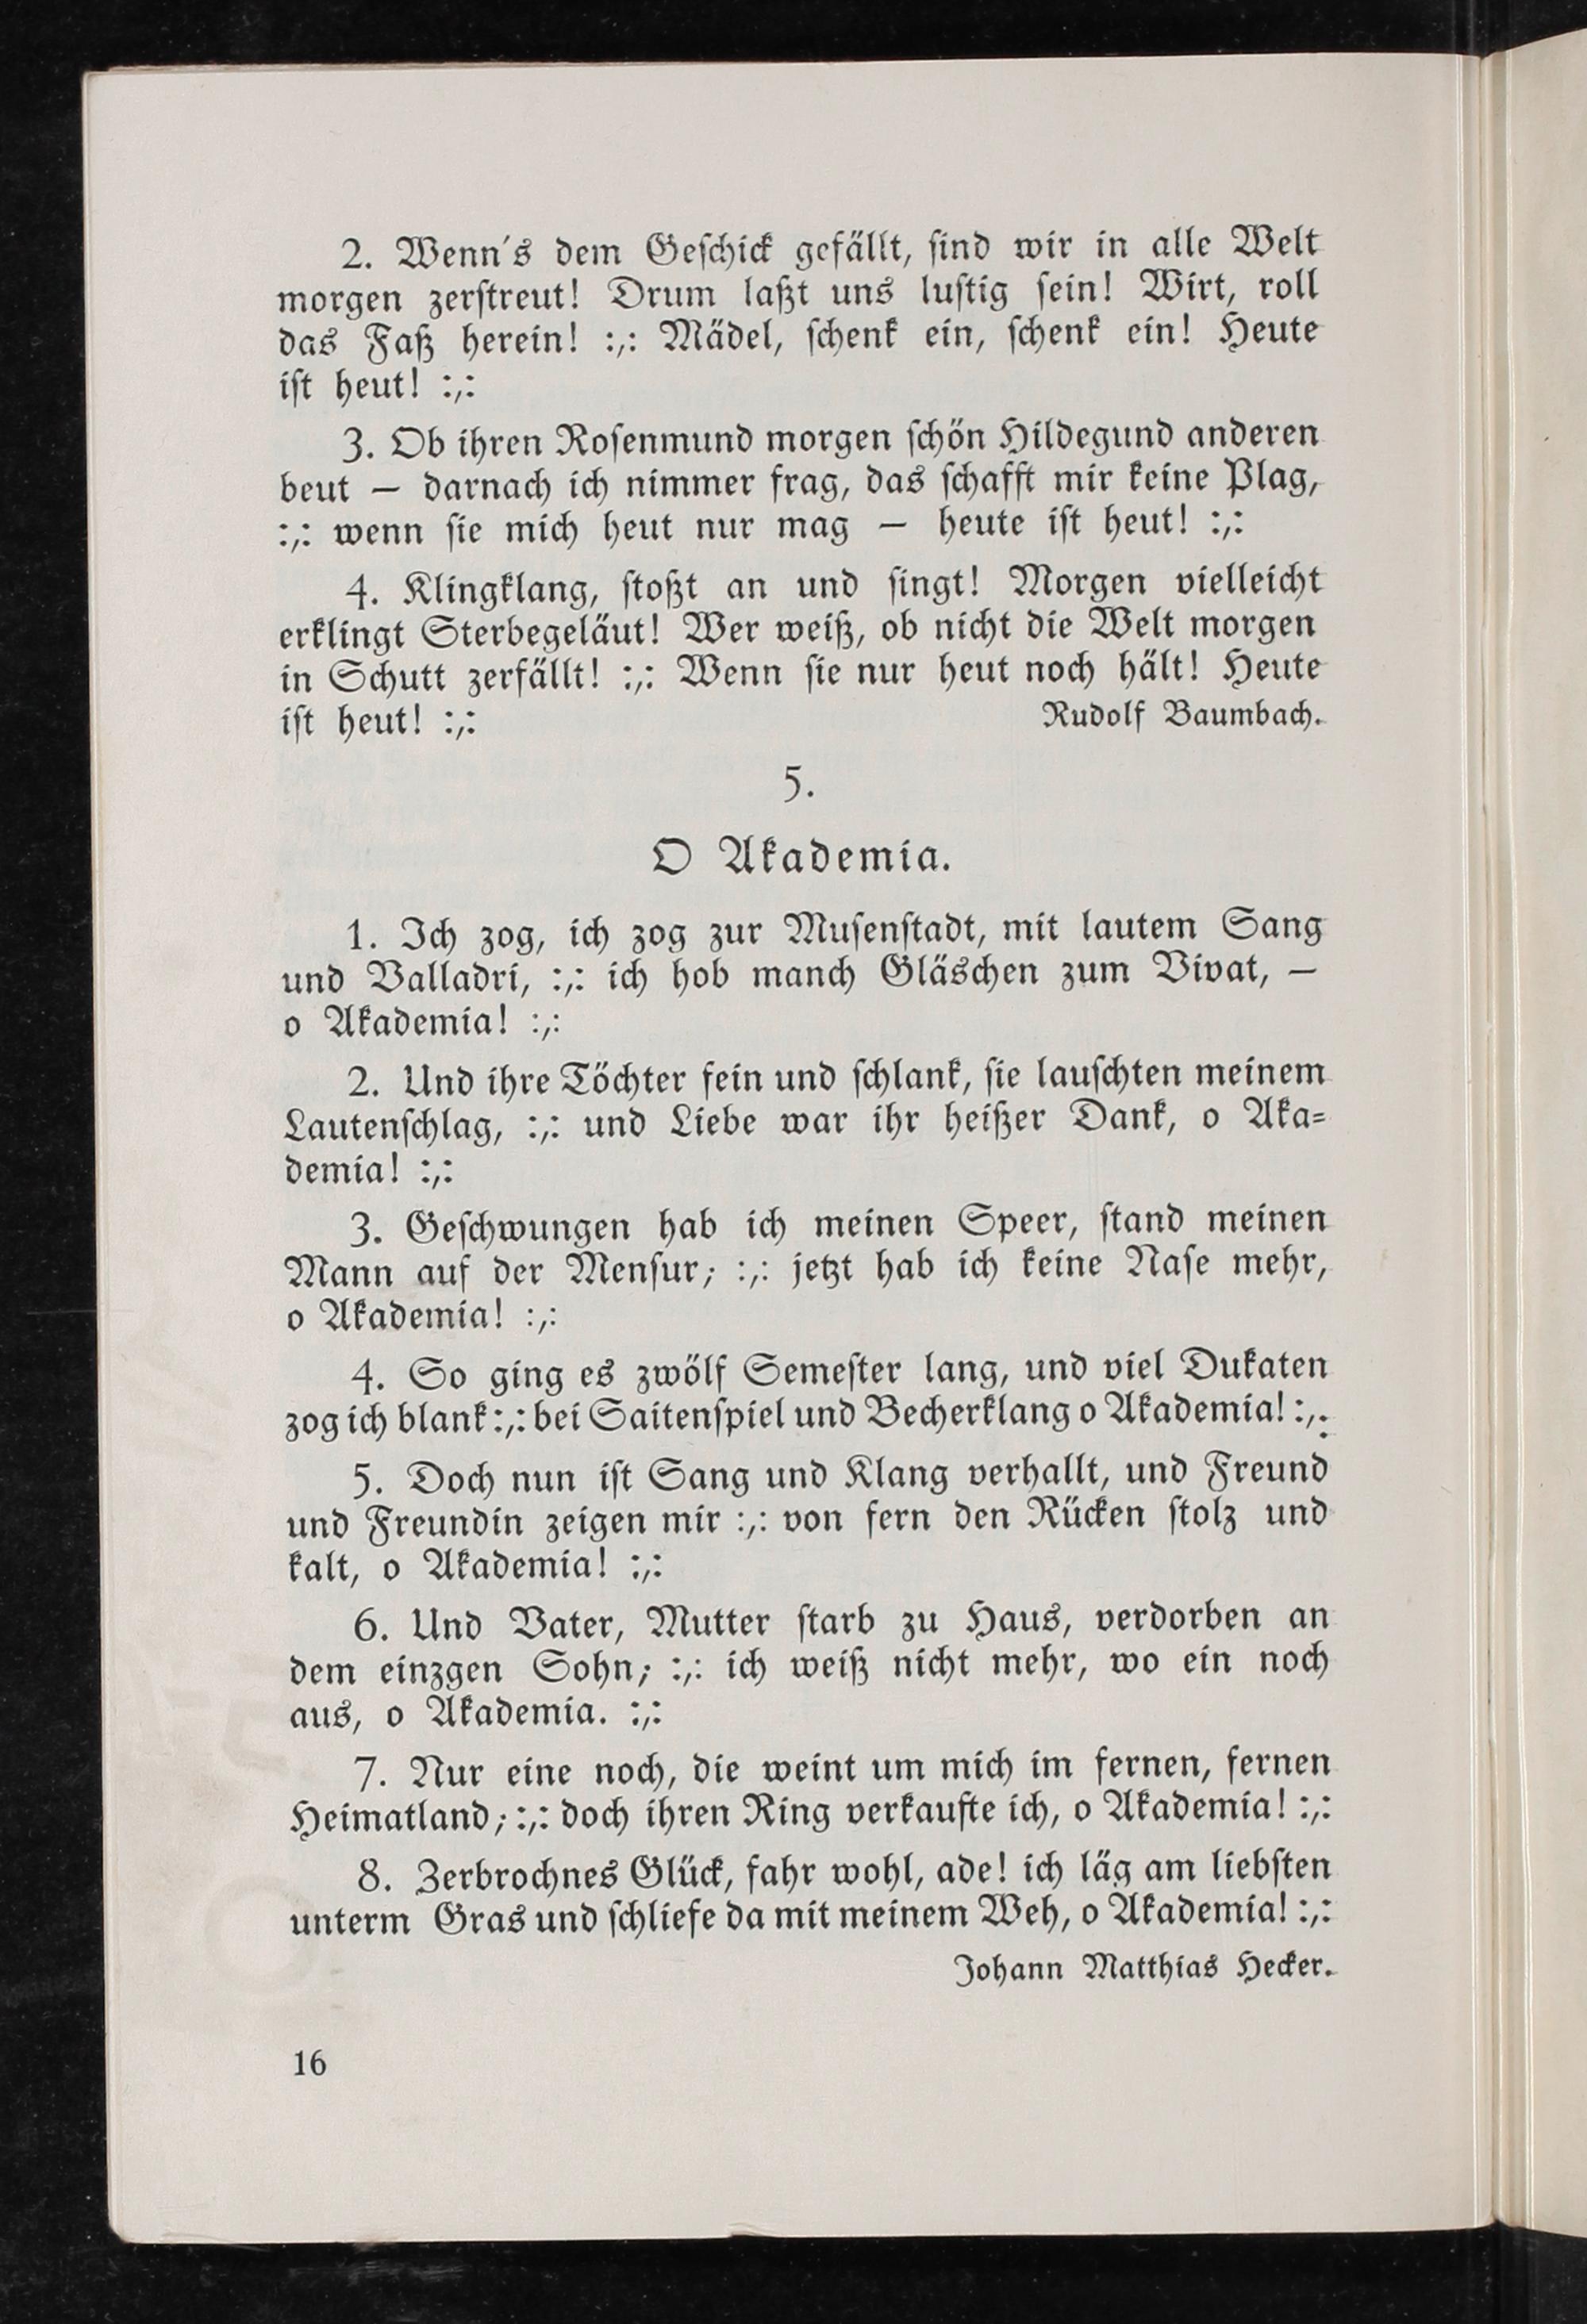 2. Wenn's dem Geschick gefällt, sind wir in alle Welt
morgen zerstreut! Drum laßt uns lustig sein! Wirt, roll
das Faß herein! :,: Mädel, schenk ein, schenk ein! Heute
ist heut! :,:
3. Ob ihren Rosenmund morgen schön Hildegund anderen
beut — darnach ich nimmer frag, das schafft mir keine Plag,
:,: wenn sie mich heut nur mag — heute ist heut! :,:
4. Klingklang, stoßt an und singt! Morgen vielleicht
erklingt Sterbegeläut! Wer weiß, ob nicht die Welt morgen
in Schutt zerfällt! :,: Wenn sie nur heut noch hält! Heute
ist heut! :,: Rudolf Baumbach.
5.
O Akademia.
1. Ich zog, ich zog zur Musenstadt, mit lautem Sang
und Valladri, :,: ich hob manch Gläschen zum Vivat, —
o Akademia! :,:
2. Und ihre Töchter fein und schlank, sie lauschten meinem
Lautenschlag, :,: und Liebe war ihr heißer Dank, o Aka-
demia! :,:
3. Geschwungen hab ich meinen Speer, stand meinen
Mann auf der Mensur; :,: jetzt hab ich keine Nase mehr,
o Akademia! :,:
4. So ging es zwölf Semester lang, und viel Dukaten
zog ich blank :,: bei Saitenspiel und Becherklang o Akademia! :,:
5. Doch nun ist Sang und Klang verhallt, und Freund
und Freundin zeigen mir :,: von fern den Rücken stolz und
kalt, o Akademia! :,:
6. Und Vater, Mutter starb zu Haus, verdorben an
dem einzgen Sohn; :,: ich weiß nicht mehr, wo ein noch
aus, o Akademia. :,:
7. Nur eine noch, die weint um mich im fernen, fernen
Heimatland; :,: doch ihren Ring verkaufte ich, o Akademia! :,:
8. Zerbrochnes Glück, fahr wohl, ade! ich läg am liebsten
unterm Gras und schliefe da mit meinem Weh, o Akademia! :,:
Johann Matthias Hecker.
16